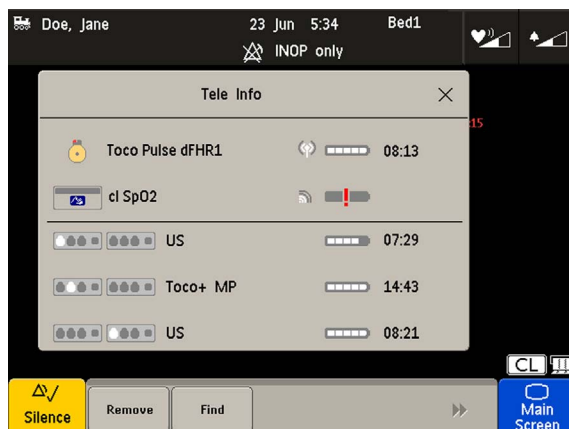 Doe, Jane 23 Jun 5:34 Bed1
INOP only
Tele Info
:15
Toco Pulse dFHR1 08:13
cl SpO2
US 07:29
Toco+ MP 14:43
US 08:21
CL
Silence Remove Find Main Screen